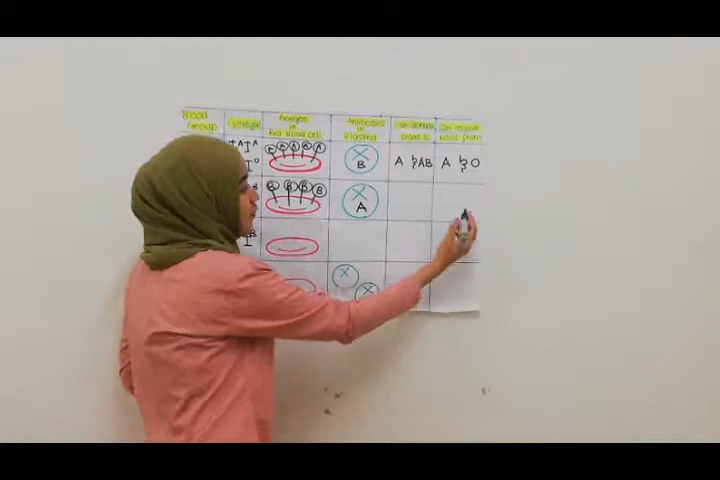 Blood Group
Genotype
Antigen in Red Blood Cell
Antibodies in Plasma
Can donate blood to
Can receive blood from
I^A I^A
I^O
A A A A A
B
A & AB
A & O
B B B B
A
I^B